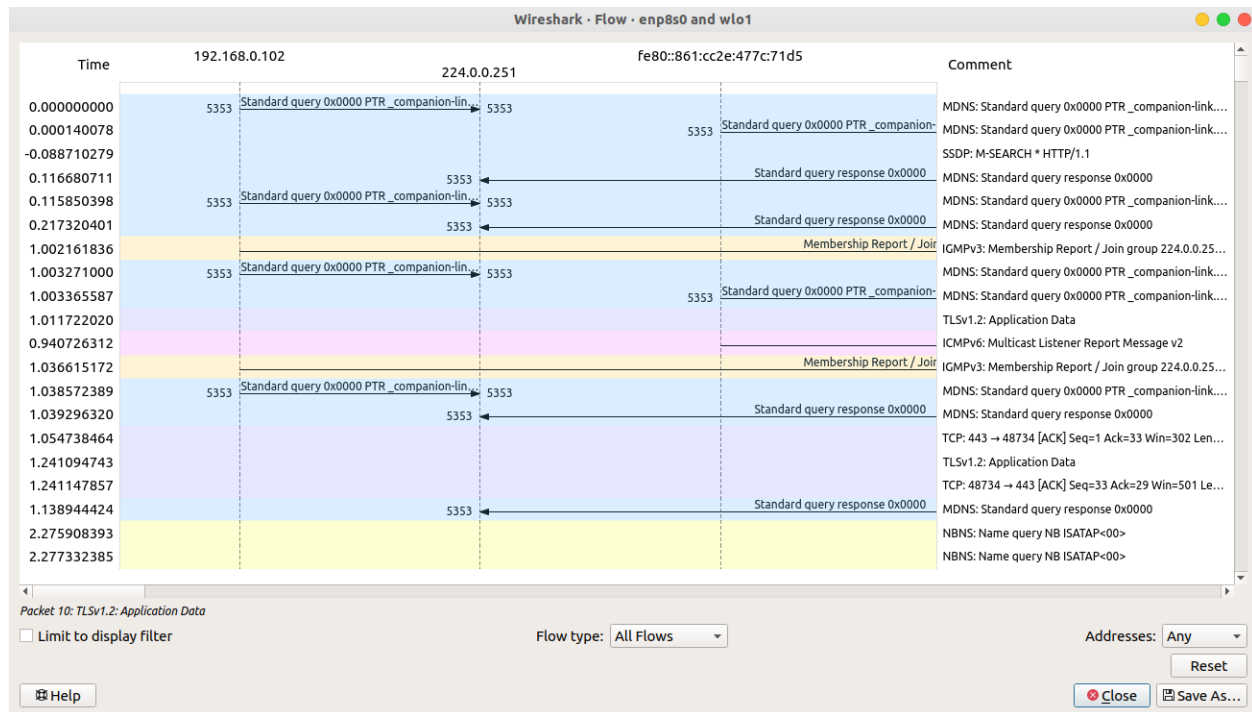 Wireshark · Flow · enp8s0 and wlo1
Time 192.168.0.102 224.0.0.251 fe80::861:cc2e:477c:71d5 Comment
0.000000000 5353 Standard query 0x0000 PTR _companion-lin... 5353 MDNS: Standard query 0x0000 PTR _companion-link....
0.000140078 5353 Standard query 0x0000 PTR _companion- MDNS: Standard query 0x0000 PTR _companion-link....
-0.088710279 SSDP: M-SEARCH * HTTP/1.1
0.116680711 5353 Standard query response 0x0000 MDNS: Standard query response 0x0000
0.115850398 5353 Standard query 0x0000 PTR _companion-lin... 5353 MDNS: Standard query 0x0000 PTR _companion-link....
0.217320401 5353 Standard query response 0x0000 MDNS: Standard query response 0x0000
1.002161836 Membership Report / Join IGMPv3: Membership Report / Join group 224.0.0.25...
1.003271000 5353 Standard query 0x0000 PTR _companion-lin... 5353 MDNS: Standard query 0x0000 PTR _companion-link....
1.003365587 5353 Standard query 0x0000 PTR _companion- MDNS: Standard query 0x0000 PTR _companion-link....
1.011722020 TLSv1.2: Application Data
0.940726312 ICMPv6: Multicast Listener Report Message v2
1.036615172 Membership Report / Join IGMPv3: Membership Report / Join group 224.0.0.25...
1.038572389 5353 Standard query 0x0000 PTR _companion-lin... 5353 MDNS: Standard query 0x0000 PTR _companion-link....
1.039296320 5353 Standard query response 0x0000 MDNS: Standard query response 0x0000
1.054738464 TCP: 443 → 48734 [ACK] Seq=1 Ack=33 Win=302 Len...
1.241094743 TLSv1.2: Application Data
1.241147857 TCP: 48734 → 443 [ACK] Seq=33 Ack=29 Win=501 Le...
1.138944424 5353 Standard query response 0x0000 MDNS: Standard query response 0x0000
2.275908393 NBNS: Name query NB ISATAP<00>
2.277332385 NBNS: Name query NB ISATAP<00>
Packet 10: TLSv1.2: Application Data
Limit to display filter Flow type: All Flows Addresses: Any
Reset
Help Close Save As...